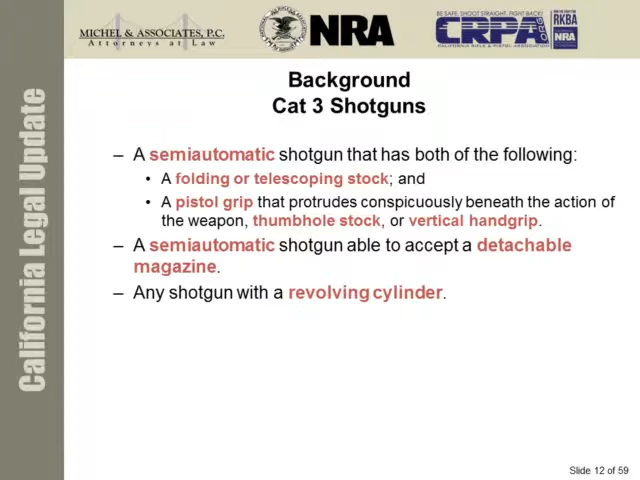 MICHEL & ASSOCIATES, P.C.
Attorneys at Law
NRA
BE SAFE. SHOOT STRAIGHT. FIGHT BACK!
CRPA.ORG
CALIFORNIA RIFLE & PISTOL ASSOCIATION
RKBA
NRA
California Legal Update
Background
Cat 3 Shotguns
– A semiautomatic shotgun that has both of the following:
• A folding or telescoping stock; and
• A pistol grip that protrudes conspicuously beneath the action of
the weapon, thumbhole stock, or vertical handgrip.
– A semiautomatic shotgun able to accept a detachable
magazine.
– Any shotgun with a revolving cylinder.
Slide 12 of 59